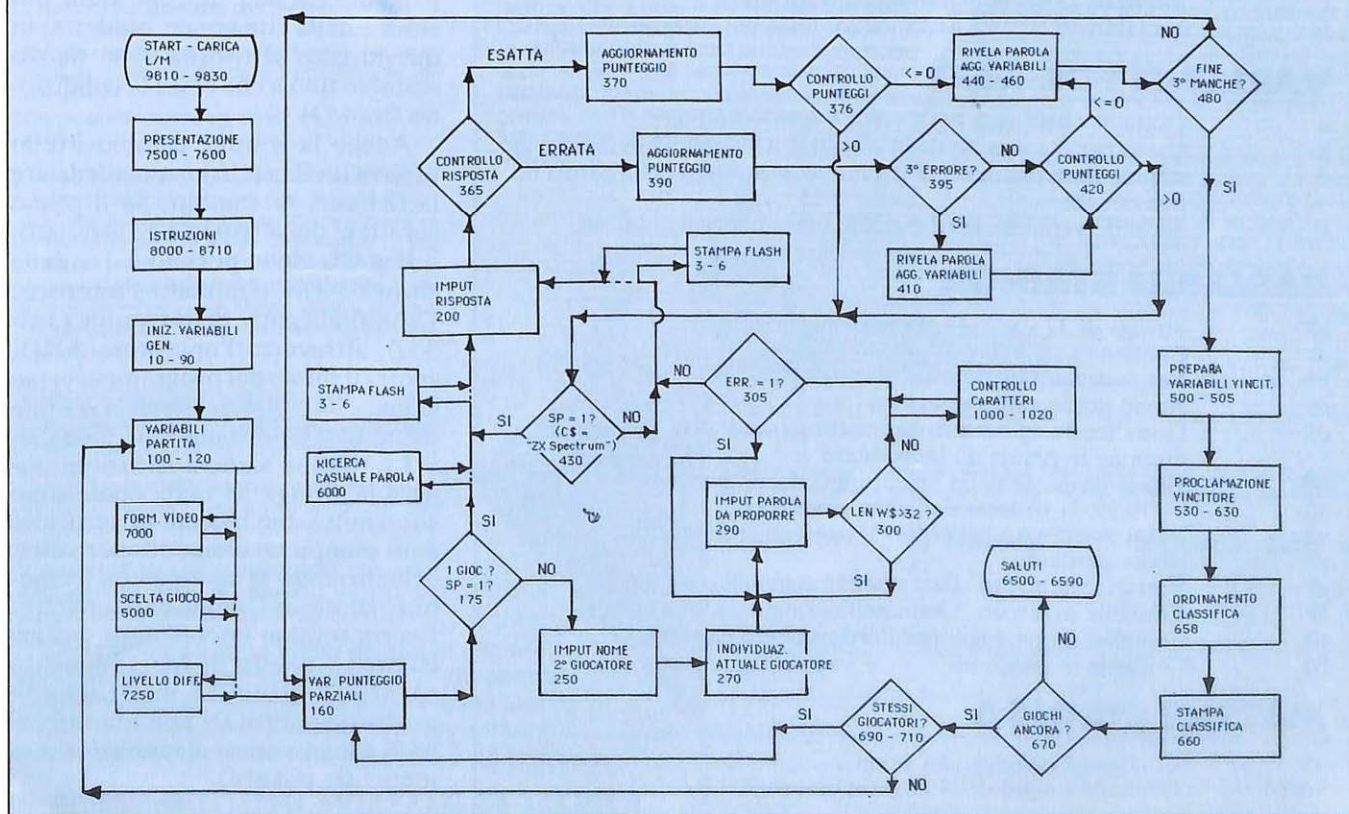 START - CARICA
L/M
9810 - 9830
PRESENTAZIONE
7500 - 7600
ISTRUZIONI
8000 - 8710
INIZ. VARIABILI
GEN.
10 - 90
VARIABILI
PARTITA
100 - 120
FORM. VIDEO
7000
SCELTA GIOCO
5000
LIVELLO DIFF.
7250
VAR. PUNTEGGIO
PARZIALI
160
1 GIOC. ?
SP = 1 ?
175
SI
NO
RICERCA
CASUALE PAROLA
6000
STAMPA FLASH
3 - 6
IMPUT
RISPOSTA
200
CONTROLLO
RISPOSTA
365
ESATTA
ERRATA
AGGIORNAMENTO
PUNTEGGIO
370
AGGIORNAMENTO
PUNTEGGIO
390
CONTROLLO
PUNTEGGI
376
<=0
>0
RIVELA PAROLA
AGG. VARIABILI
440 - 460
FINE
3° MANCHE?
480
NO
SI
3° ERRORE?
395
NO
SI
CONTROLLO
PUNTEGGI
420
<=0
>0
RIVELA PAROLA
AGG. VARIABILI
410
STAMPA FLASH
3 - 6
SP = 1 ?
(C$ =
"ZX Spectrum")
430
SI
NO
ERR. = 1?
305
NO
SI
CONTROLLO
CARATTERI
1000 - 1020
IMPUT PAROLA
DA PROPORRE
290
LEN W$>32 ?
300
NO
SI
IMPUT NOME
2° GIOCATORE
250
INDIVIDUAZ.
ATTUALE GIOCATORE
270
PREPARA
VARIABILI VINCIT.
500 - 505
PROCLAMAZIONE
VINCITORE
530 - 630
ORDINAMENTO
CLASSIFICA
658
STAMPA
CLASSIFICA
660
GIOCHI
ANCORA ?
670
NO
SI
SALUTI
6500 - 6590
STESSI
GIOCATORI ?
690 - 710
SI
NO